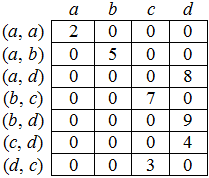 a b c d
(a, a) 2 0 0 0
(a, b) 0 5 0 0
(a, d) 0 0 0 8
(b, c) 0 0 7 0
(b, d) 0 0 0 9
(c, d) 0 0 0 4
(d, c) 0 0 3 0